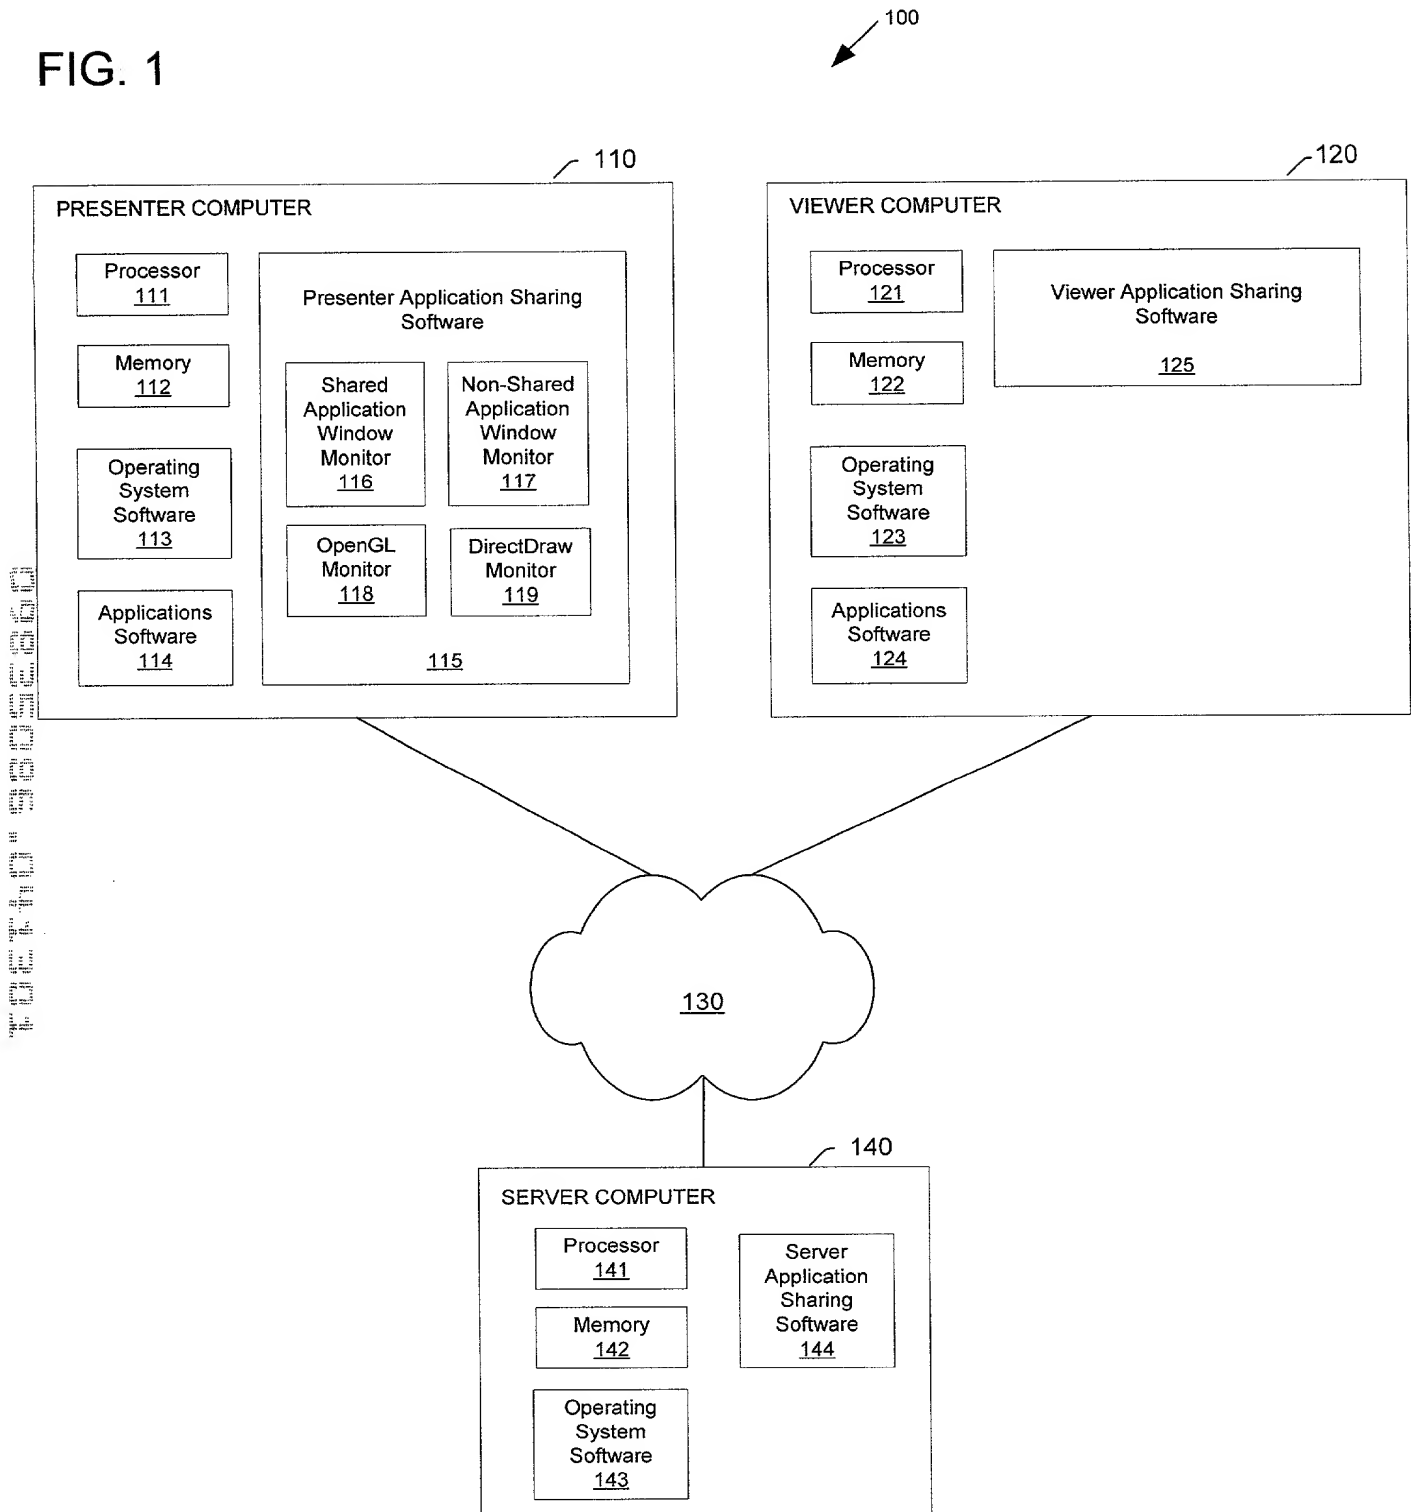 100
FIG. 1
110
PRESENTER COMPUTER
Processor
111
Memory
112
Operating
System
Software
113
Applications
Software
114
Presenter Application Sharing
Software
Shared
Application
Window
Monitor
116
Non-Shared
Application
Window
Monitor
117
OpenGL
Monitor
118
DirectDraw
Monitor
119
115
120
VIEWER COMPUTER
Processor
121
Memory
122
Operating
System
Software
123
Applications
Software
124
Viewer Application Sharing
Software
125
130
140
SERVER COMPUTER
Processor
141
Memory
142
Operating
System
Software
143
Server
Application
Sharing
Software
144